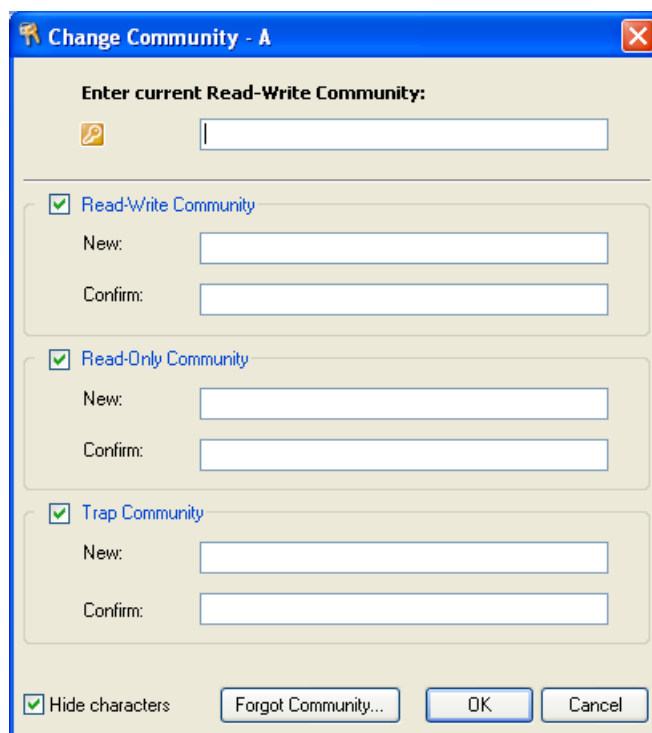 Change Community - A
Enter current Read-Write Community:
Read-Write Community
New:
Confirm:
Read-Only Community
New:
Confirm:
Trap Community
New:
Confirm:
Hide characters Forgot Community... OK Cancel